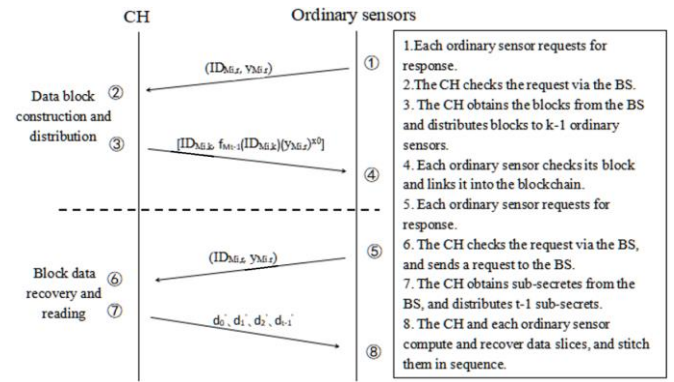 CH
Ordinary sensors
(ID_Mi,s, y_Mi,s)
①
②
Data block
construction and
distribution
③
[ID_Mi,k, f_Mt-1(ID_Mi,k)(y_Mi,s)^x0]
④
(ID_Mi,s, y_Mi,s)
⑤
Block data
recovery and
reading
⑥
⑦
d0', d1', d2', dt-1'
⑧
1.Each ordinary sensor requests for
response.
2.The CH checks the request via the BS.
3. The CH obtains the blocks from the BS
and distributes blocks to k-1 ordinary
sensors.
4. Each ordinary sensor checks its block
and links it into the blockchain.
5. Each ordinary sensor requests for
response.
6. The CH checks the request via the BS,
and sends a request to the BS.
7. The CH obtains sub-secretes from the
BS, and distributes t-1 sub-secrets.
8. The CH and each ordinary sensor
compute and recover data slices, and stitch
them in sequence.